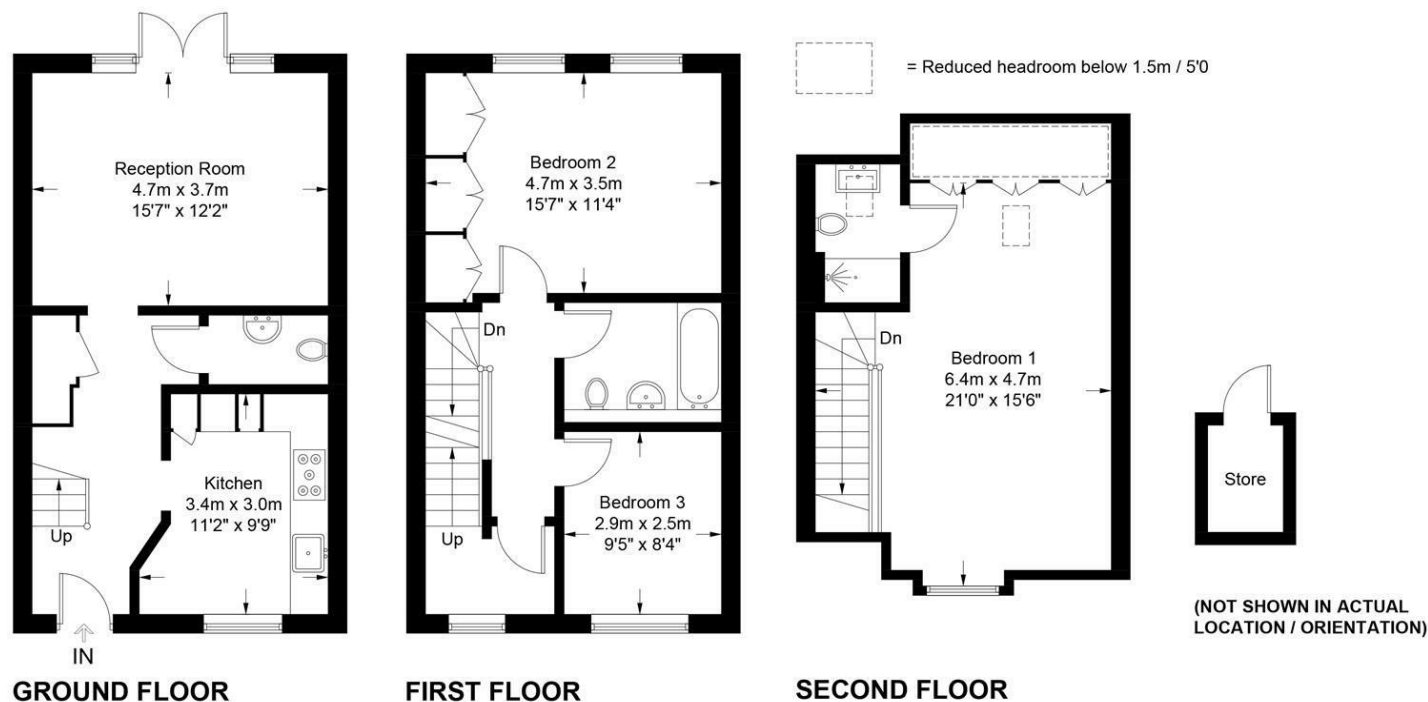 = Reduced headroom below 1.5m / 5'0
Reception Room
4.7m x 3.7m
15'7" x 12'2"
Kitchen
3.4m x 3.0m
11'2" x 9'9"
Up
IN
GROUND FLOOR
Bedroom 2
4.7m x 3.5m
15'7" x 11'4"
Dn
Bedroom 3
2.9m x 2.5m
9'5" x 8'4"
Up
FIRST FLOOR
Dn
Bedroom 1
6.4m x 4.7m
21'0" x 15'6"
SECOND FLOOR
Store
(NOT SHOWN IN ACTUAL
LOCATION / ORIENTATION)